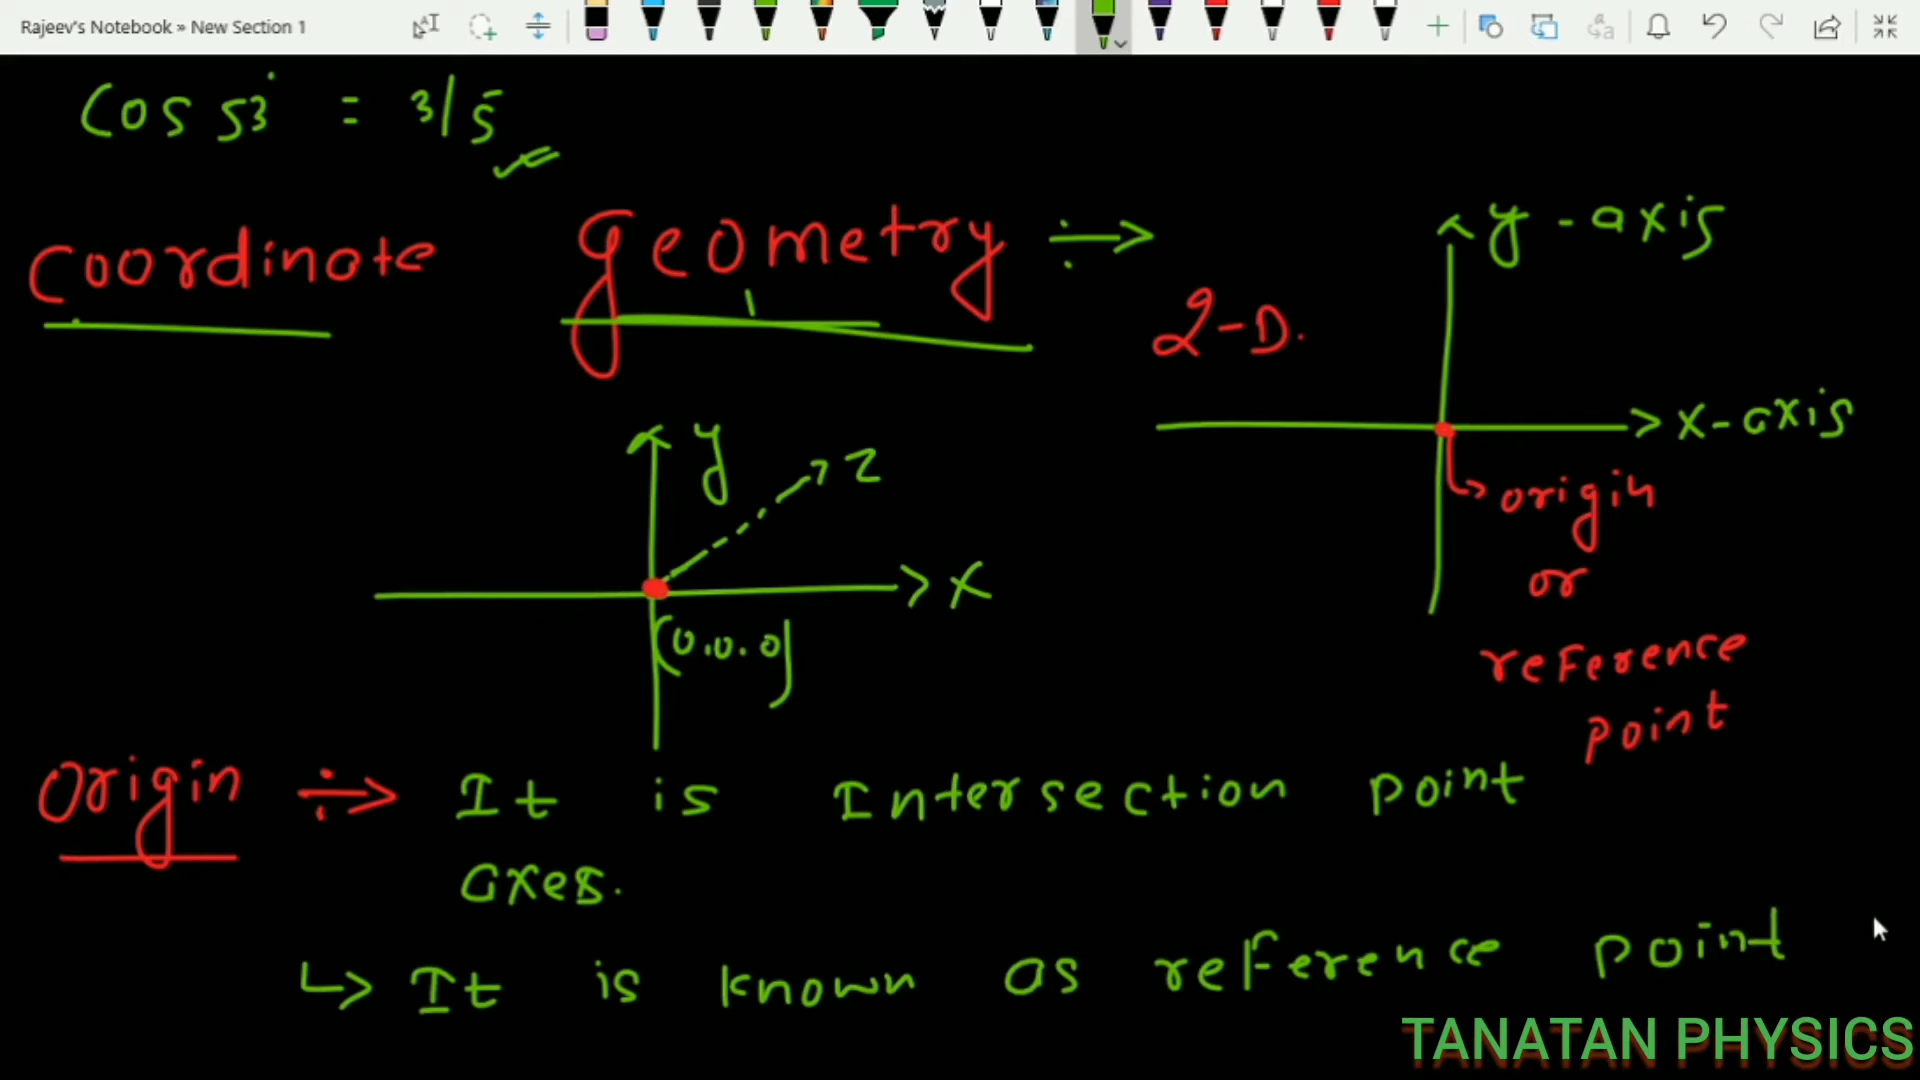 Rajeev's Notebook » New Section 1
Cos 53° = 3/5
Coordinate geometry ÷>
2-D.
y-axis
x-axis
origin
or
reference
point
y
z
x
(0.0.0)
Origin ÷> It is Intersection point
axes.
↳ It is known as reference point
TANATAN PHYSICS